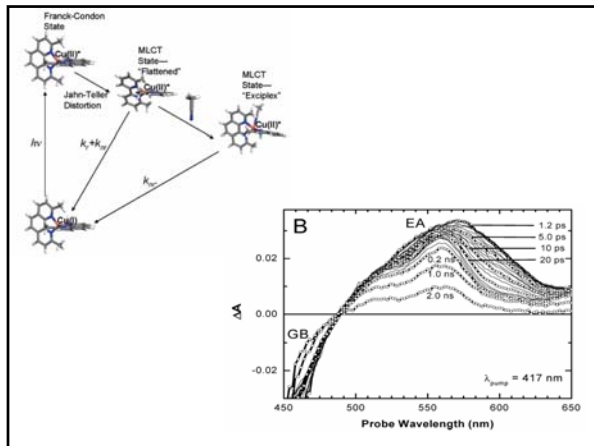 Franck-Condon
State
Cu(II)*
MLCT
State—
"Flattened"
Cu(II)*
Jahn-Teller
Distortion
MLCT
State—
"Exciplex"
Cu(II)*
hν
Cu(I)
B
EA
1.2 ps
5.0 ps
10 ps
20 ps
0.2 ns
1.0 ns
2.0 ns
GB
λpump = 417 nm
0.02
0.00
-0.02
ΔA
450 500 550 600 650
Probe Wavelength (nm)